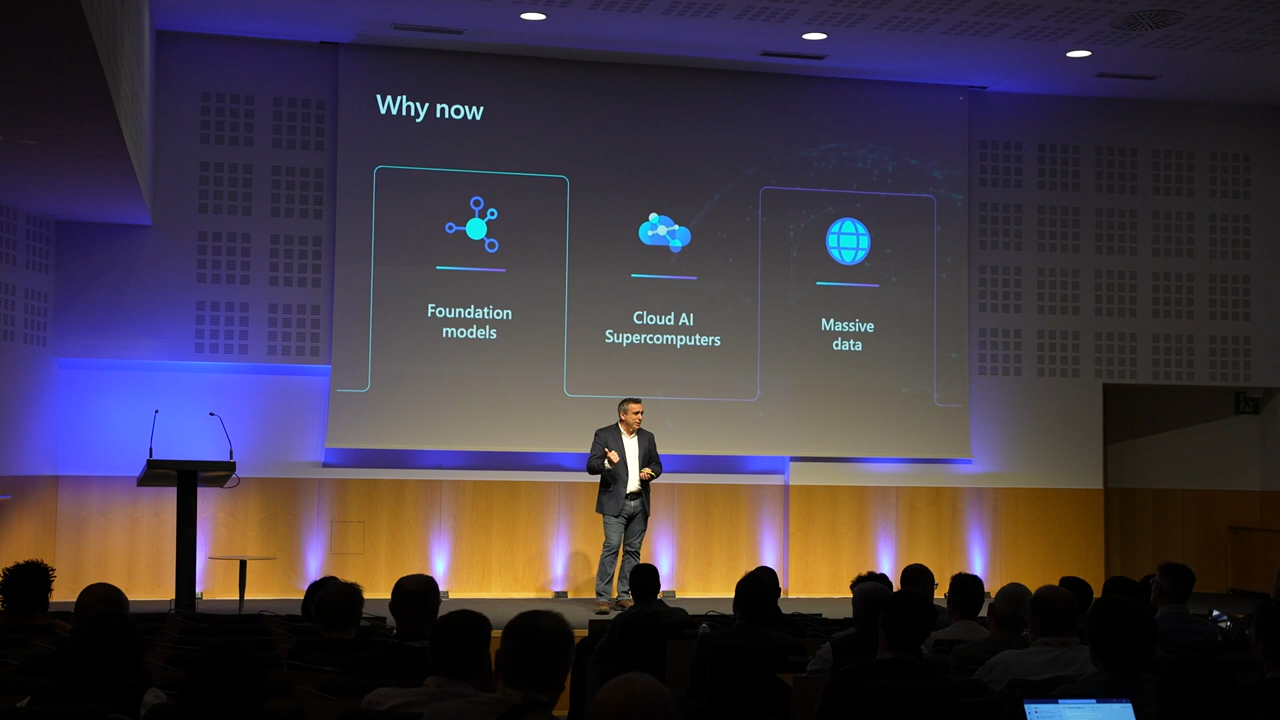 Why now
Foundation
models
Cloud AI
Supercomputers
Massive
data